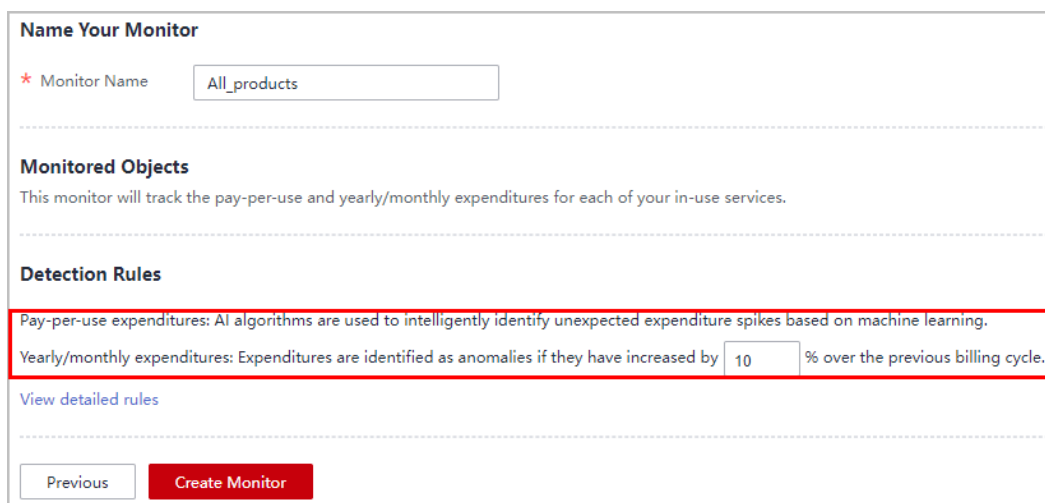 Name Your Monitor
* Monitor Name All_products
Monitored Objects
This monitor will track the pay-per-use and yearly/monthly expenditures for each of your in-use services.
Detection Rules
Pay-per-use expenditures: AI algorithms are used to intelligently identify unexpected expenditure spikes based on machine learning.
Yearly/monthly expenditures: Expenditures are identified as anomalies if they have increased by 10 % over the previous billing cycle.
View detailed rules
Previous Create Monitor